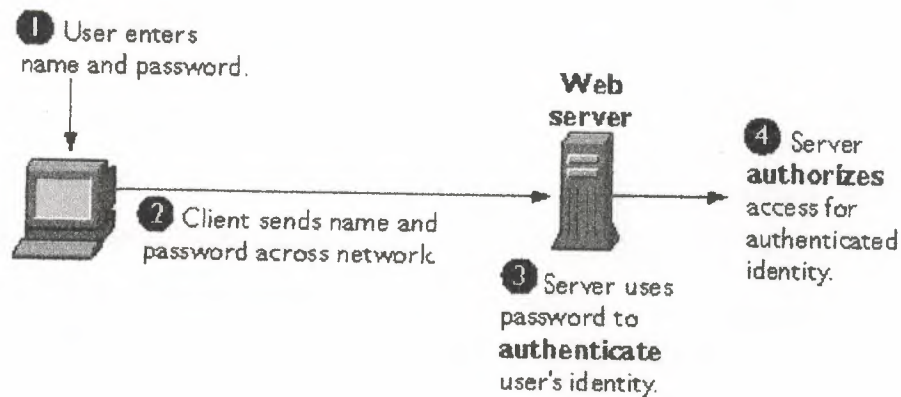 1 User enters
name and password.
Web
server
2 Client sends name and
password across network
3 Server uses
password to
authenticate
user's identity.
4 Server
authorizes
access for
authenticated
identity.